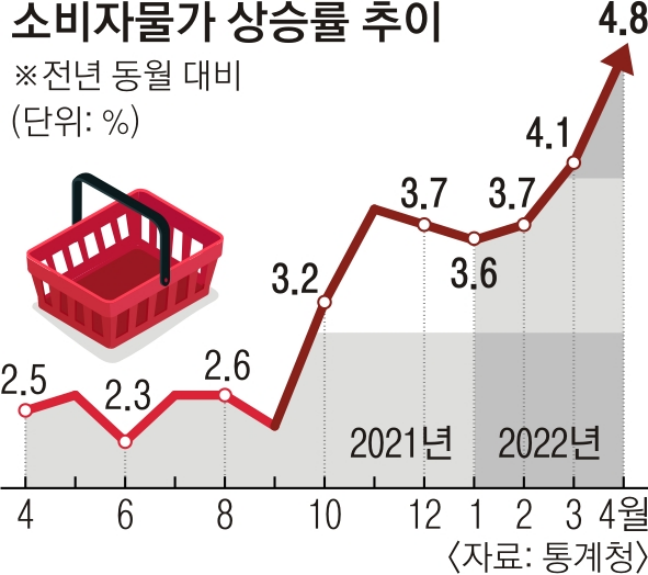 소비자물가 상승률 추이
※전년 동월 대비
(단위: %)
4.8
4.1
3.7
3.7
3.6
3.2
2.5
2.3
2.6
2021년
2022년
4 6 8 10 12 1 2 3 4월
〈자료: 통계청〉